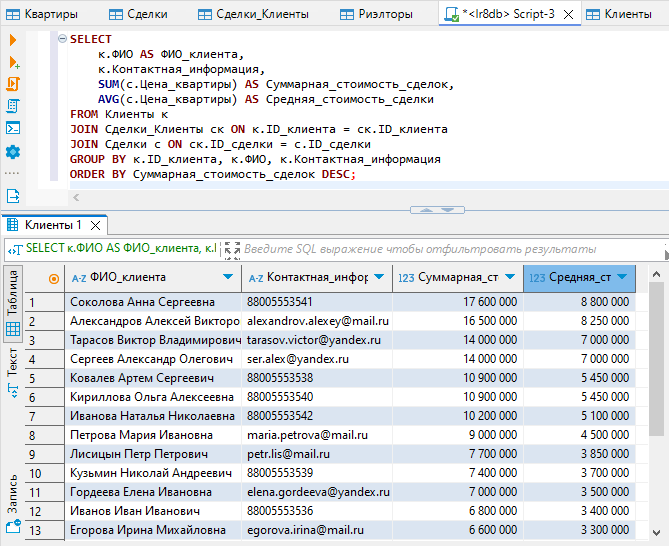 Квартиры Сделки Сделки_Клиенты Риэлторы *<lr8db> Script-3 Клиенты
SELECT
к.ФИО AS ФИО_клиента,
к.Контактная_информация,
SUM(с.Цена_квартиры) AS Суммарная_стоимость_сделок,
AVG(с.Цена_квартиры) AS Средняя_стоимость_сделки
FROM Клиенты к
JOIN Сделки_Клиенты ск ON к.ID_клиента = ск.ID_клиента
JOIN Сделки с ON ск.ID_сделки = с.ID_сделки
GROUP BY к.ID_клиента, к.ФИО, к.Контактная_информация
ORDER BY Суммарная_стоимость_сделок DESC;
Клиенты 1
SELECT к.ФИО AS ФИО_клиента, к.І Введите SQL выражение чтобы отфильтровать результаты
Таблица
Текст
Запись
A-Z ФИО_клиента A-Z Контактная_инфор 123 Суммарная_ст 123 Средняя_ст
1 Соколова Анна Сергеевна 88005553541 17 600 000 8 800 000
2 Александров Алексей Викторо alexandrov.alexey@mail.ru 16 500 000 8 250 000
3 Тарасов Виктор Владимирович tarasov.victor@yandex.ru 14 000 000 7 000 000
4 Сергеев Александр Олегович ser.alex@yandex.ru 14 000 000 7 000 000
5 Ковалев Артем Сергеевич 88005553538 10 900 000 5 450 000
6 Кириллова Ольга Алексеевна 88005553540 10 900 000 5 450 000
7 Иванова Наталья Николаевна 88005553542 10 200 000 5 100 000
8 Петрова Мария Ивановна maria.petrova@mail.ru 9 000 000 4 500 000
9 Лисицын Петр Петрович petr.lis@mail.ru 7 700 000 3 850 000
10 Кузьмин Николай Андреевич 88005553539 7 400 000 3 700 000
11 Гордеева Елена Ивановна elena.gordeeva@yandex.ru 7 000 000 3 500 000
12 Иванов Иван Иванович 88005553536 6 800 000 3 400 000
13 Егорова Ирина Михайловна egorova.irina@mail.ru 6 600 000 3 300 000